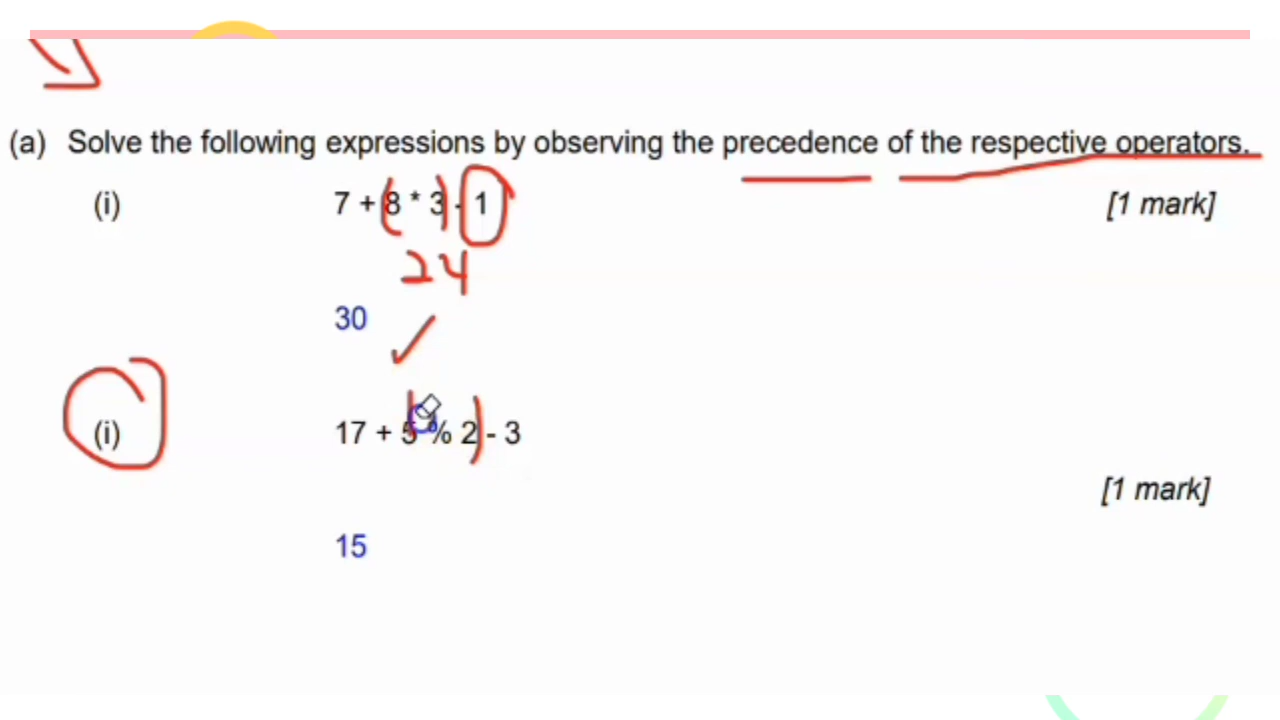 (a) Solve the following expressions by observing the precedence of the respective operators.
(i) 7 + (8 * 3) - 1 [1 mark]
24
30
(i) 17 + 5 % 2) - 3
[1 mark]
15